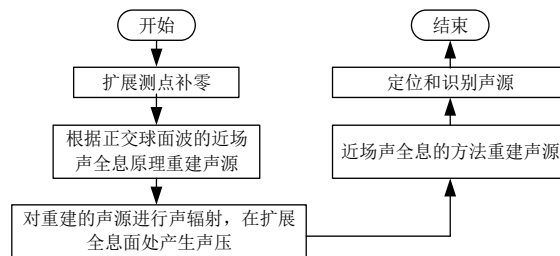 开始
扩展测点补零
根据正交球面波的近场
声全息原理重建声源
对重建的声源进行声辐射，在扩展
全息面处产生声压
近场声全息的方法重建声源
定位和识别声源
结束